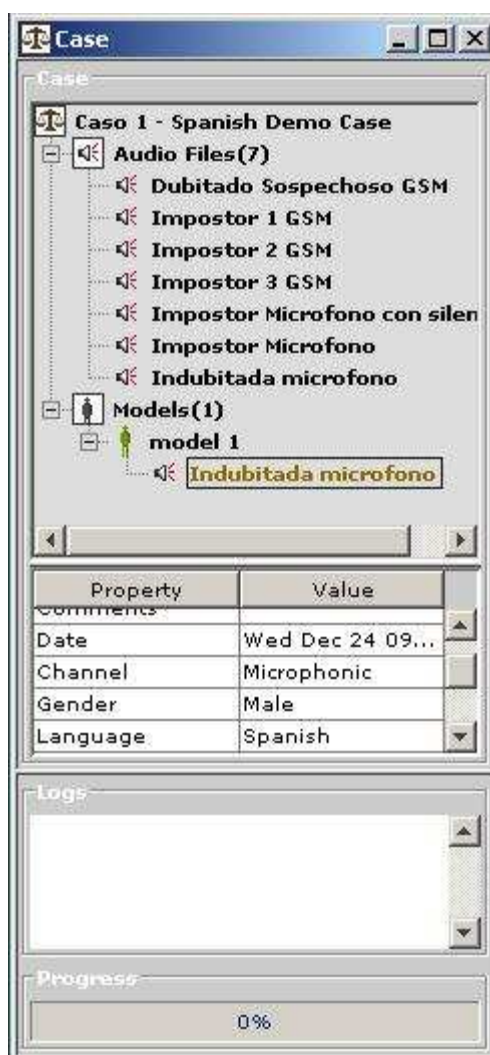 Case
Case
Caso 1 - Spanish Demo Case
Audio Files(7)
Dubitado Sospechoso GSM
Impostor 1 GSM
Impostor 2 GSM
Impostor 3 GSM
Impostor Microfono con silen
Impostor Microfono
Indubitada microfono
Models(1)
model 1
Indubitada microfono
Property Value
Comments
Date Wed Dec 24 09...
Channel Microphonic
Gender Male
Language Spanish
Logs
Progress
0%